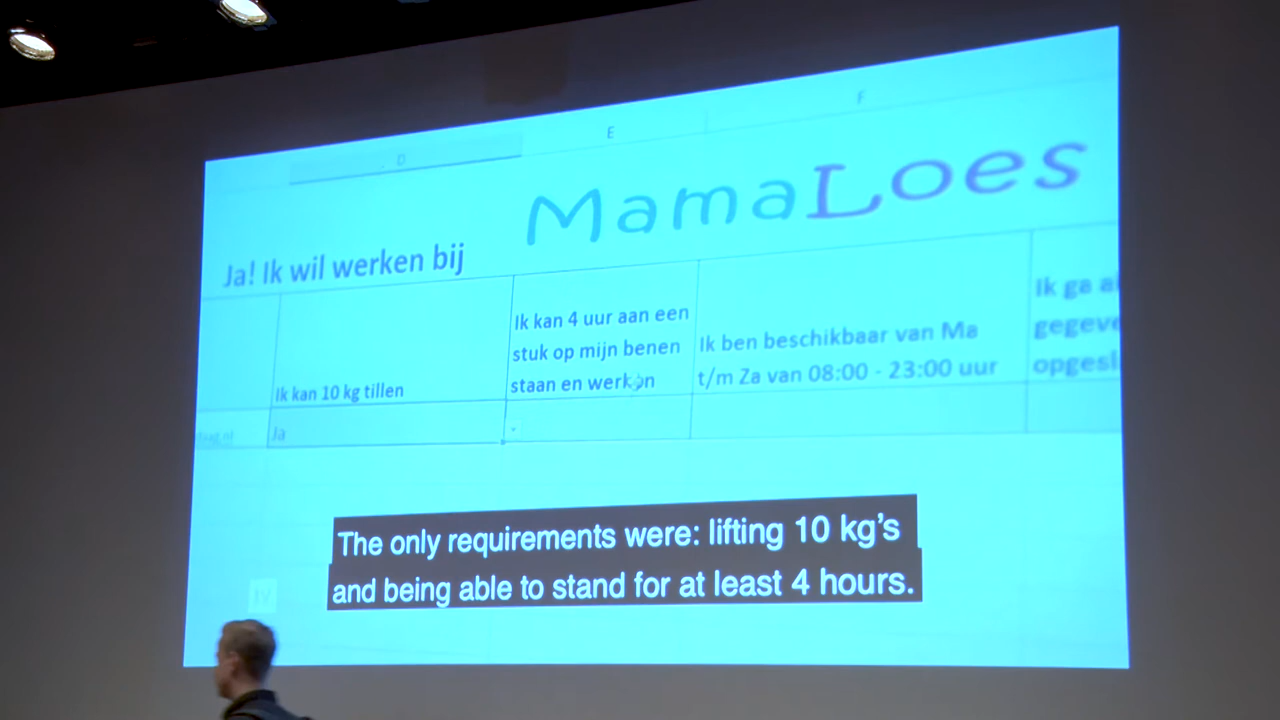 D
E
F
MamaLoes
Ja! Ik wil werken bij
Ik kan 10 kg tillen
Ik kan 4 uur aan een
stuk op mijn benen
staan en werken
Ik ben beschikbaar van Ma
t/m Za van 08:00 - 23:00 uur
Ik ga
Ja
The only requirements were: lifting 10 kg's
and being able to stand for at least 4 hours.